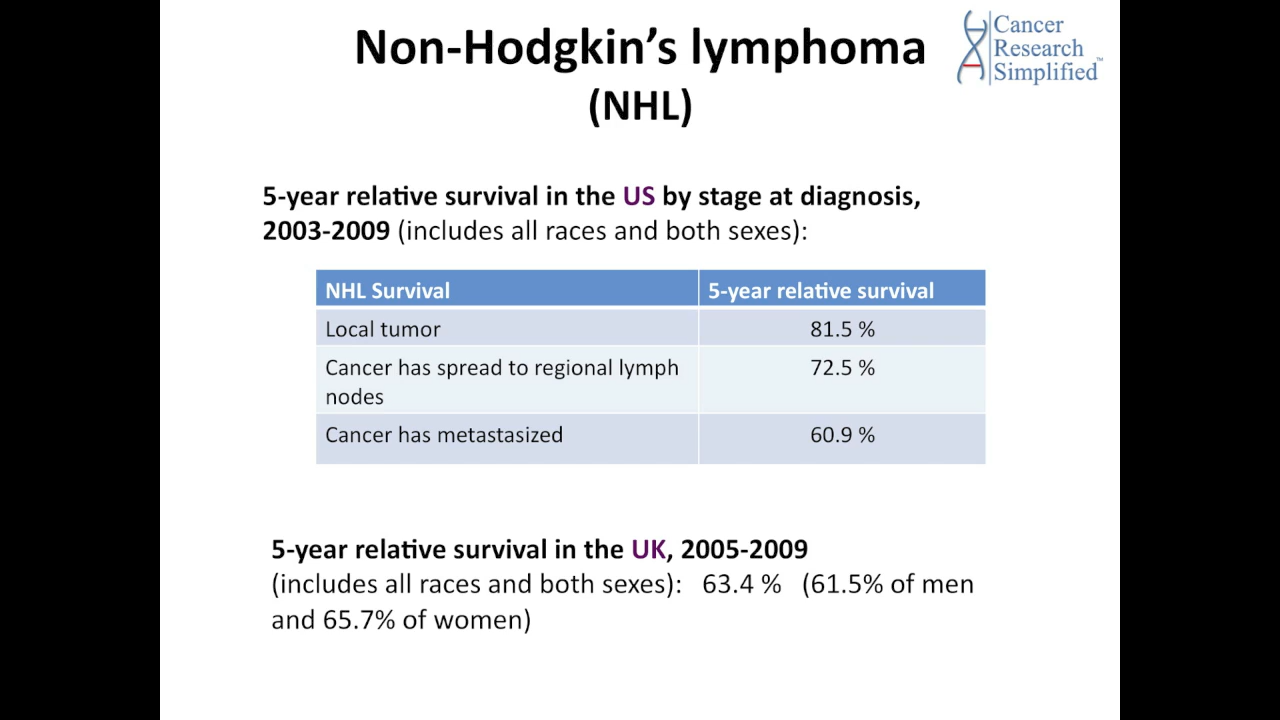 Non-Hodgkin's lymphoma
(NHL)
Cancer
Research
Simplified™
5-year relative survival in the US by stage at diagnosis,
2003-2009 (includes all races and both sexes):
NHL Survival 5-year relative survival
Local tumor 81.5 %
Cancer has spread to regional lymph 72.5 %
nodes
Cancer has metastasized 60.9 %
5-year relative survival in the UK, 2005-2009
(includes all races and both sexes): 63.4 % (61.5% of men
and 65.7% of women)